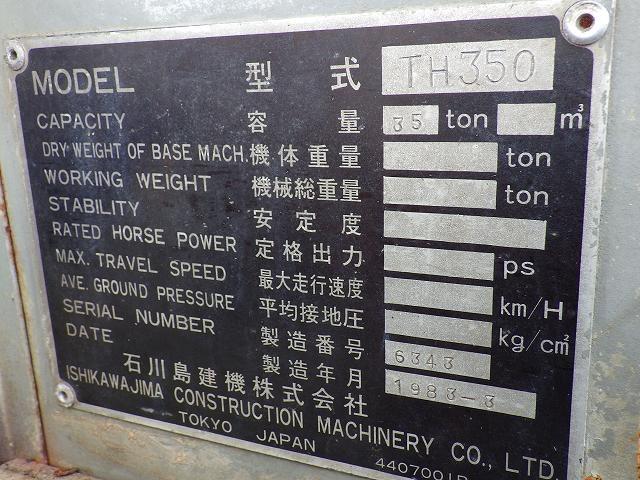 MODEL 型式 TH350
CAPACITY 容量 35 ton m³
DRY WEIGHT OF BASE MACH. 機体重量 ton
WORKING WEIGHT 機械総重量 ton
STABILITY 安定度
RATED HORSE POWER 定格出力 ps
MAX. TRAVEL SPEED 最大走行速度 km/H
AVE. GROUND PRESSURE 平均接地圧 kg/cm²
SERIAL NUMBER 製造番号 6343
DATE 製造年月 1983-3
石川島建機株式会社
ISHIKAWAJIMA CONSTRUCTION MACHINERY CO., LTD.
TOKYO JAPAN